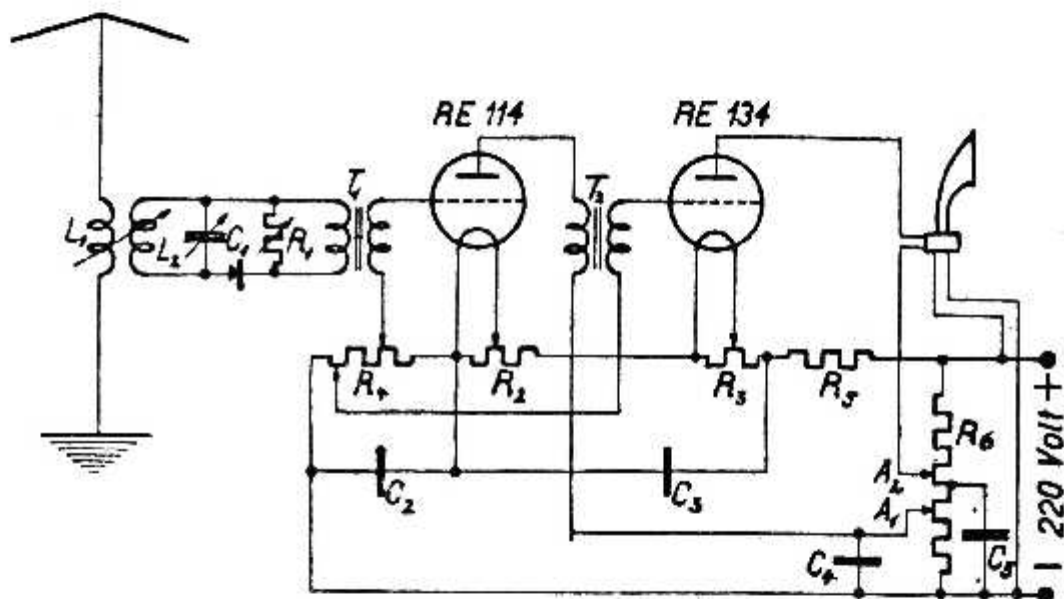 RE 114
RE 134
T₁
T₂
L₁
L₂
C₁
R₁
R₄
R₂
R₃
R₅
R₆
C₂
C₃
A₂
A₁
C₄
C₅
+
220 Volt
−